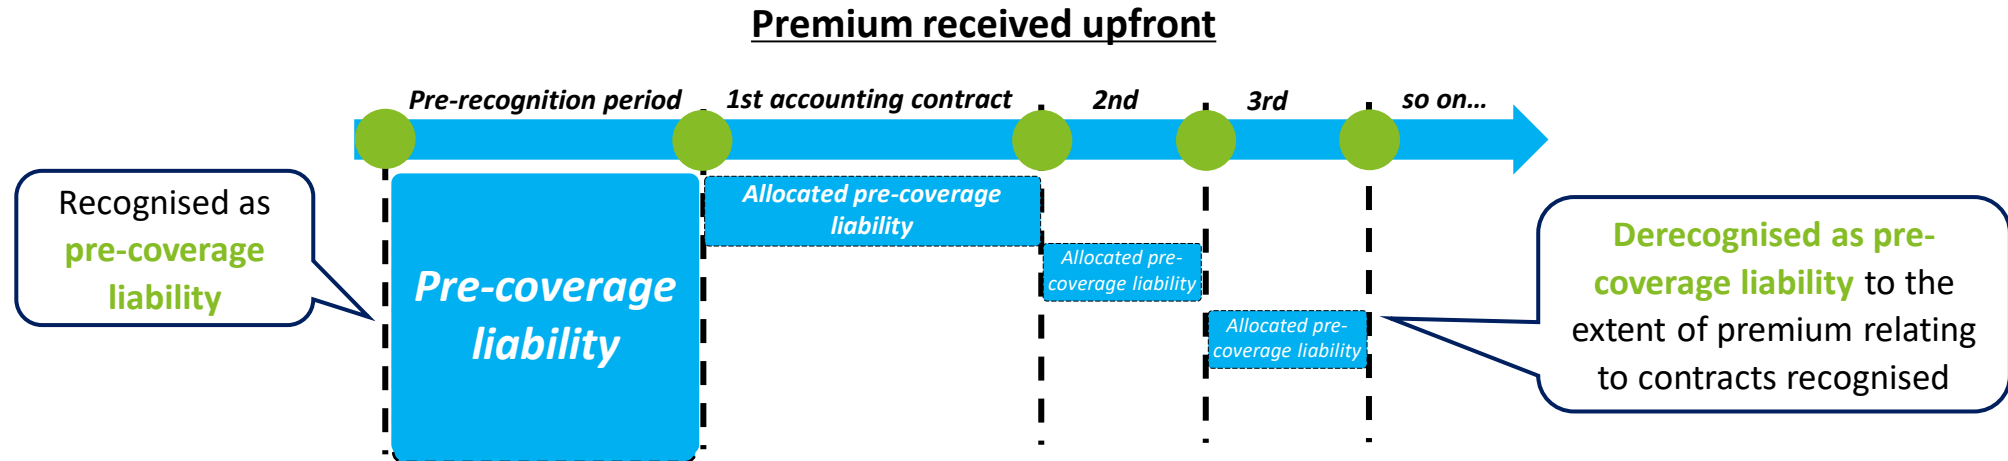 Premium received upfront
Pre-recognition period
1st accounting contract
2nd
3rd
so on…
Recognised as
pre-coverage
liability
Pre-coverage
liability
Allocated pre-coverage
liability
Allocated pre-
coverage liability
Allocated pre-
coverage liability
Derecognised as pre-
coverage liability to the
extent of premium relating
to contracts recognised